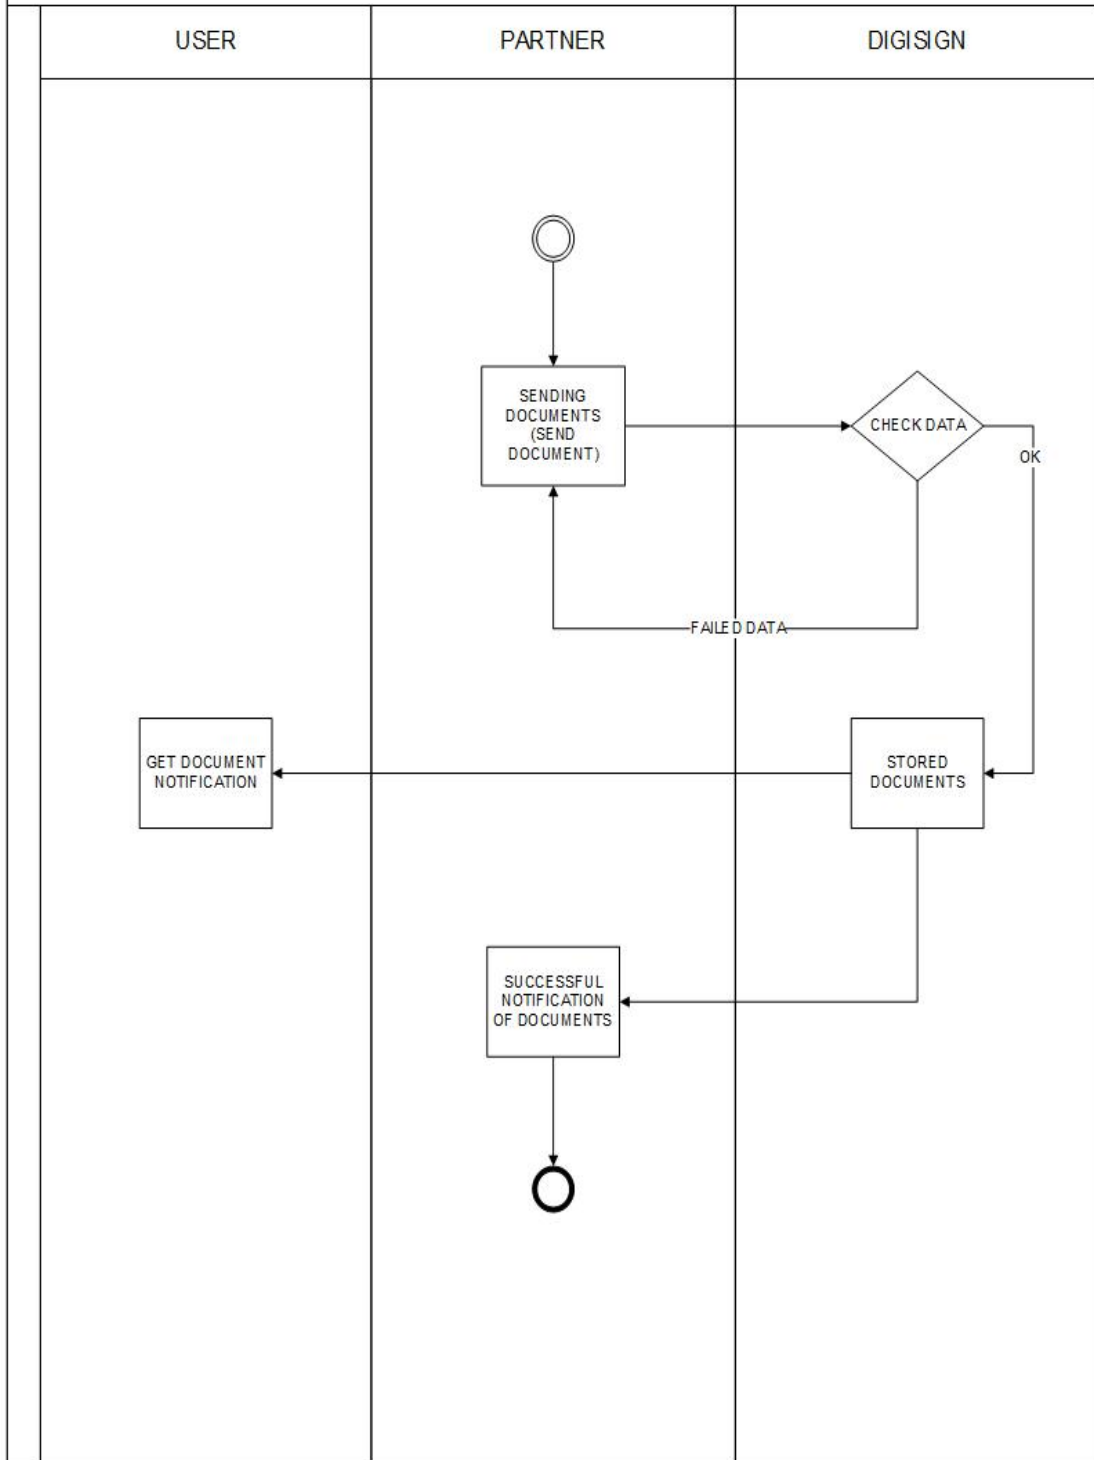 USER
PARTNER
DIGISIGN
SENDING
DOCUMENTS
(SEND
DOCUMENT)
CHECK DATA
OK
FAILED DATA
GET DOCUMENT
NOTIFICATION
STORED
DOCUMENTS
SUCCESSFUL
NOTIFICATION
OF DOCUMENTS